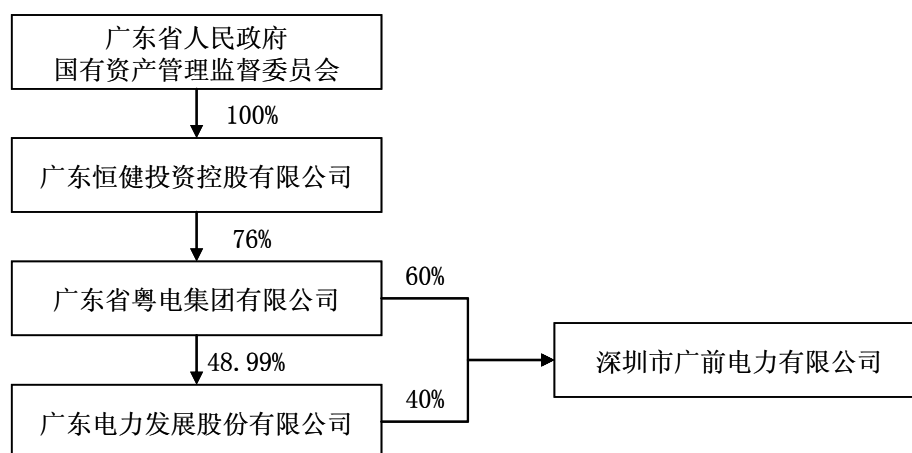 广东省人民政府
国有资产管理监督委员会
100%
广东恒健投资控股有限公司
76%
广东省粤电集团有限公司
60%
48.99%
深圳市广前电力有限公司
广东电力发展股份有限公司
40%